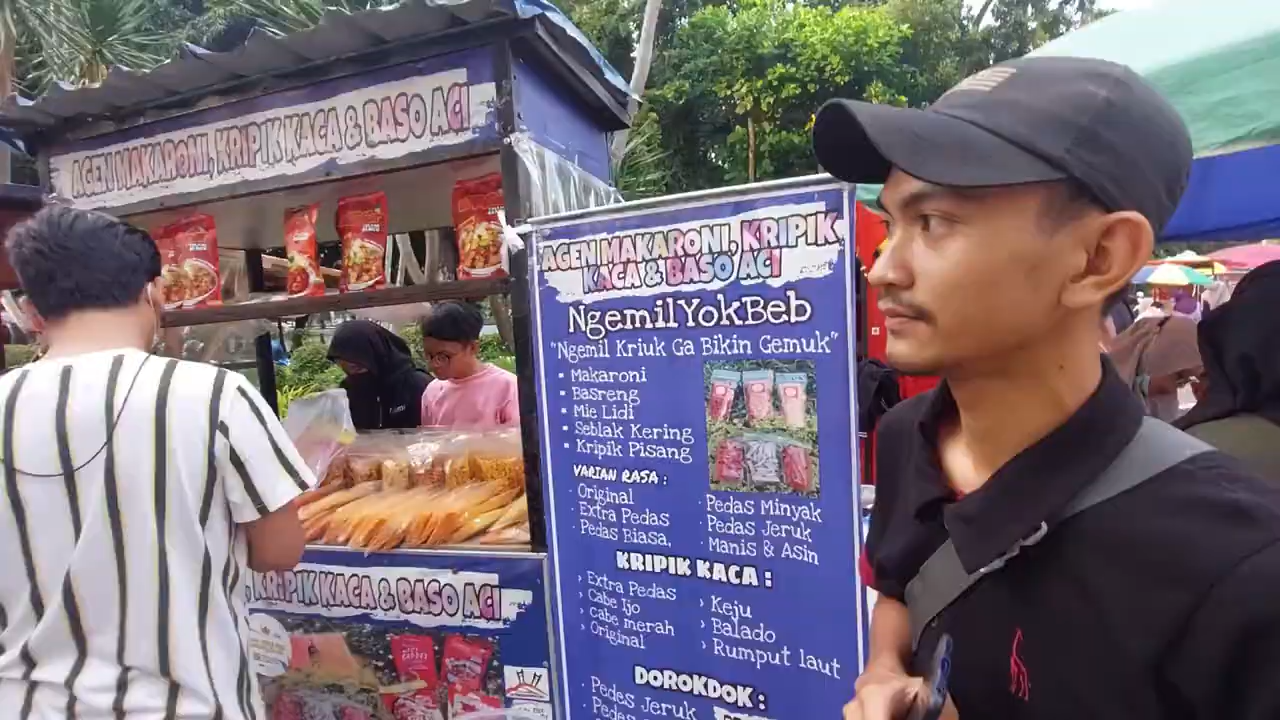 AGEN MAKARONI, KRIPIK KACA & BASO ACI
AGEN MAKARONI, KRIPIK
KACA & BASO ACI
NgemilYokBeb
"Ngemil Kriuk Ga Bikin Gemuk"
▪ Makaroni
▪ Basreng
▪ Mie Lidi
▪ Seblak Kering
▪ Kripik Pisang
VARIAN RASA :
· Original
· Extra Pedas
· Pedas Biasa,
· Pedas Minyak
· Pedas Jeruk
· Manis & Asin
KRIPIK KACA :
› Extra Pedas
› Cabe Ijo
› cabe merah
› Original
› Keju
› Balado
› Rumput laut
DOROKDOK :
· Pedes Jeruk
· Pedes
, KRIPIK KACA & BASO ACI